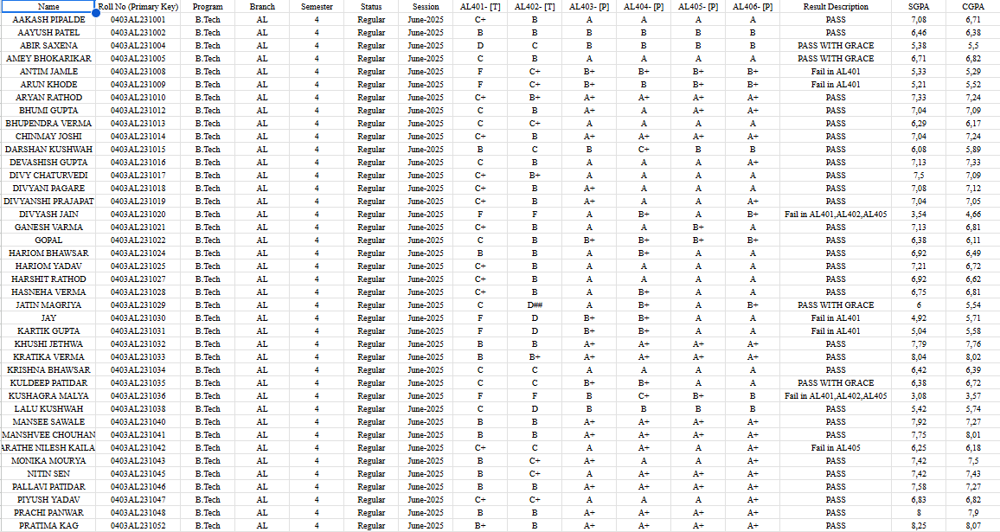 Name Roll No (Primary Key) Program Branch Semester Status Session AL401- [T] AL402- [T] AL403- [P] AL404- [P] AL405- [P] AL406- [P] Result Description SGPA CGPA
AAKASH PIPALDE 0403AL231001 B.Tech AL 4 Regular June-2025 C+ B A A A A PASS 7,08 6,71
AAYUSH PATEL 0403AL231002 B.Tech AL 4 Regular June-2025 B B B B B B PASS 6,46 6,38
ABIR SAXENA 0403AL231004 B.Tech AL 4 Regular June-2025 D C B B B B PASS WITH GRACE 5,38 5,5
AMEY BHOKARIKAR 0403AL231005 B.Tech AL 4 Regular June-2025 C B A A A A PASS WITH GRACE 6,71 6,82
ANTIM JAMLE 0403AL231008 B.Tech AL 4 Regular June-2025 F C+ B+ B+ B+ B+ Fail in AL401 5,33 5,29
ARUN KHODE 0403AL231009 B.Tech AL 4 Regular June-2025 F C+ B+ B B+ B+ Fail in AL401 5,21 5,52
ARYAN RATHOD 0403AL231010 B.Tech AL 4 Regular June-2025 C+ B+ A+ A+ A+ A+ PASS 7,33 7,24
BHUMI GUPTA 0403AL231012 B.Tech AL 4 Regular June-2025 C B A+ A A+ A+ PASS 7,04 7,09
BHUPENDRA VERMA 0403AL231013 B.Tech AL 4 Regular June-2025 C C+ A A A A PASS 6,29 6,17
CHINMAY JOSHI 0403AL231014 B.Tech AL 4 Regular June-2025 C+ B A+ A+ A+ A+ PASS 7,04 7,24
DARSHAN KUSHWAH 0403AL231015 B.Tech AL 4 Regular June-2025 B C B C+ B B PASS 6,08 5,89
DEVASHISH GUPTA 0403AL231016 B.Tech AL 4 Regular June-2025 C B A A A A+ PASS 7,13 7,33
DIVY CHATURVEDI 0403AL231017 B.Tech AL 4 Regular June-2025 C+ B+ A A A A PASS 7,5 7,09
DIVYANI PAGARE 0403AL231018 B.Tech AL 4 Regular June-2025 C+ B A+ A A A PASS 7,08 7,12
DIVYANSHI PRAJAPAT 0403AL231019 B.Tech AL 4 Regular June-2025 C+ B A+ A A A+ PASS 7,04 7,05
DIVYASH JAIN 0403AL231020 B.Tech AL 4 Regular June-2025 F F A B+ A B+ Fail in AL401,AL402,AL405 3,54 4,66
GANESH VARMA 0403AL231021 B.Tech AL 4 Regular June-2025 C+ B A A B+ A PASS 7,13 6,81
GOPAL 0403AL231022 B.Tech AL 4 Regular June-2025 C B B+ B+ B+ B+ PASS 6,38 6,11
HARIOM BHAWSAR 0403AL231024 B.Tech AL 4 Regular June-2025 B B A B+ A A PASS 6,92 6,49
HARIOM YADAV 0403AL231025 B.Tech AL 4 Regular June-2025 C+ B A A A A PASS 7,21 6,72
HARSHIT RATHOD 0403AL231027 B.Tech AL 4 Regular June-2025 C+ B A A A A PASS 6,92 6,62
HASNEHA VERMA 0403AL231028 B.Tech AL 4 Regular June-2025 C+ B A B+ A A PASS 6,75 6,81
JATIN MAGRIYA 0403AL231029 B.Tech AL 4 Regular June-2025 C D## A B+ A B+ PASS WITH GRACE 6 5,54
JAY 0403AL231030 B.Tech AL 4 Regular June-2025 F D B+ B+ A A Fail in AL401 4,92 5,71
KARTIK GUPTA 0403AL231031 B.Tech AL 4 Regular June-2025 F D B+ B+ A A Fail in AL401 5,04 5,58
KHUSHI JETHWA 0403AL231032 B.Tech AL 4 Regular June-2025 B B A+ A+ A+ A+ PASS 7,79 7,76
KRATIKA VERMA 0403AL231033 B.Tech AL 4 Regular June-2025 B B+ A+ A+ A+ A+ PASS 8,04 8,02
KRISHNA BHAWSAR 0403AL231034 B.Tech AL 4 Regular June-2025 C C A A A A PASS 6,42 6,39
KULDEEP PATIDAR 0403AL231035 B.Tech AL 4 Regular June-2025 C C B+ B+ A A PASS WITH GRACE 6,38 6,72
KUSHAGRA MALYA 0403AL231036 B.Tech AL 4 Regular June-2025 F F B C+ B+ B Fail in AL401,AL402,AL405 3,08 3,57
LALU KUSHWAH 0403AL231038 B.Tech AL 4 Regular June-2025 C D B B B B PASS 5,42 5,74
MANSEE SAWALE 0403AL231040 B.Tech AL 4 Regular June-2025 B B A+ A+ A+ A+ PASS 7,92 7,27
MANSHVEE CHOUHAN 0403AL231041 B.Tech AL 4 Regular June-2025 B B A+ A+ A+ A+ PASS 7,75 8,01
ARATHE NILESH KAILA 0403AL231042 B.Tech AL 4 Regular June-2025 C+ C A A+ A A+ Fail in AL405 6,25 6,18
MONIKA MOURYA 0403AL231043 B.Tech AL 4 Regular June-2025 B C+ A+ A A A+ PASS 7,42 7,5
NITIN SEN 0403AL231045 B.Tech AL 4 Regular June-2025 B C+ A A+ A+ A+ PASS 7,42 7,43
PALLAVI PATIDAR 0403AL231046 B.Tech AL 4 Regular June-2025 B B A+ A A+ A+ PASS 7,58 7,27
PIYUSH YADAV 0403AL231047 B.Tech AL 4 Regular June-2025 C+ C+ A A A A+ PASS 6,83 6,82
PRACHI PANWAR 0403AL231048 B.Tech AL 4 Regular June-2025 B B A+ A A+ A+ PASS 8 7,9
PRATIMA KAG 0403AL231052 B.Tech AL 4 Regular June-2025 B+ B A+ A+ A+ A+ PASS 8,25 8,07